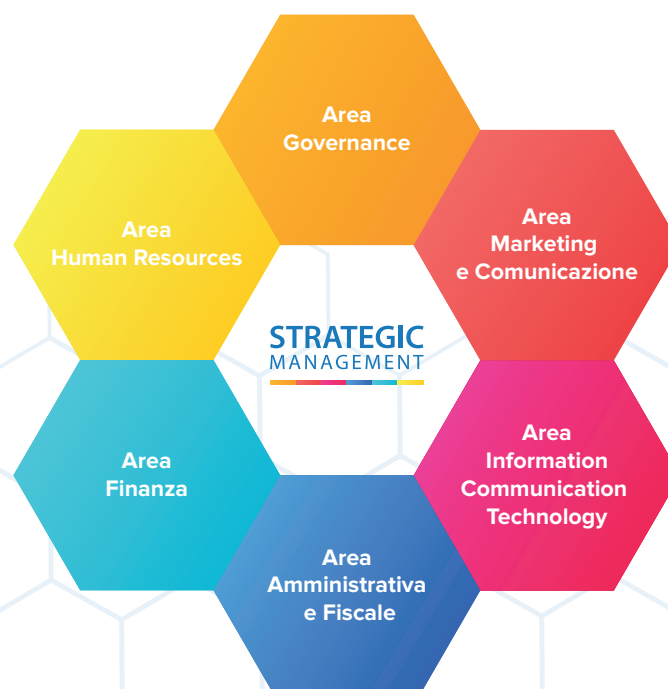 Area
Governance
Area
Human Resources
Area
Marketing
e Comunicazione
STRATEGIC
MANAGEMENT
Area
Finanza
Area
Information
Communication
Technology
Area
Amministrativa
e Fiscale